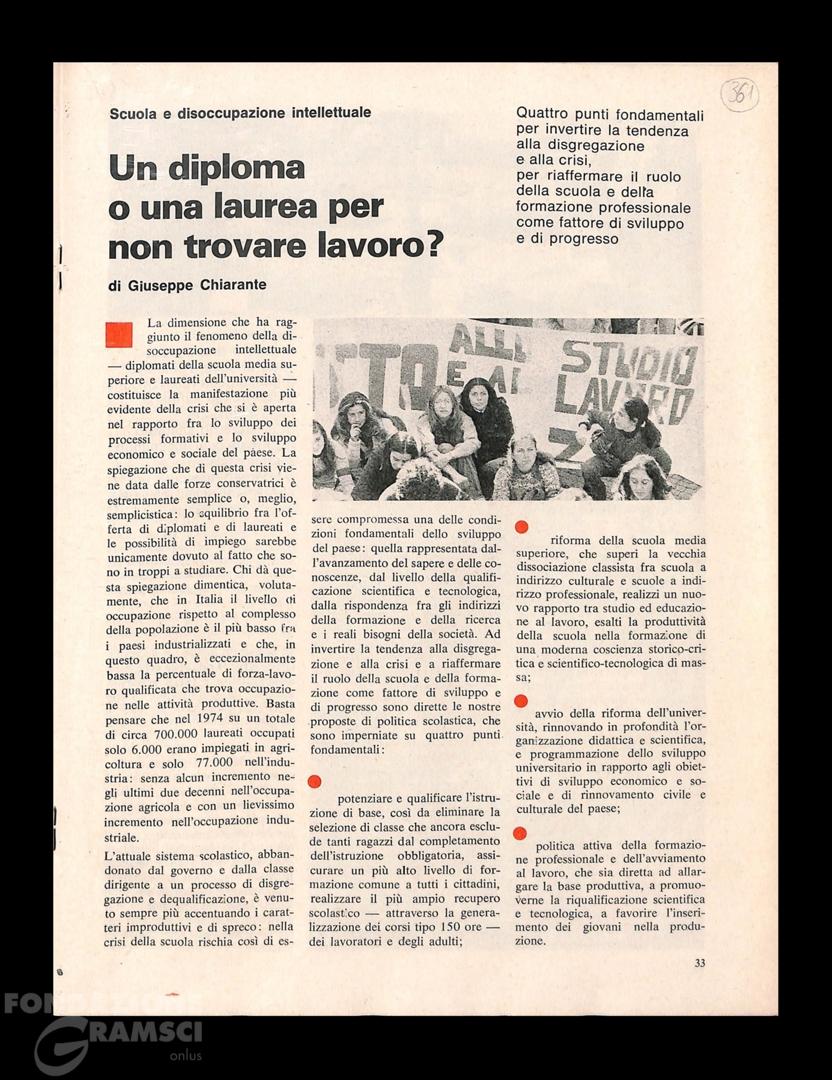 361
Scuola e disoccupazione intellettuale
Un diploma
o una laurea per
non trovare lavoro?
di Giuseppe Chiarante
Quattro punti fondamentali
per invertire la tendenza
alla disgregazione
e alla crisi,
per riaffermare il ruolo
della scuola e della
formazione professionale
come fattore di sviluppo
e di progresso
La dimensione che ha rag-
giunto il fenomeno della di-
soccupazione intellettuale
— diplomati della scuola media su-
periore e laureati dell'università —
costituisce la manifestazione più
evidente della crisi che si è aperta
nel rapporto fra lo sviluppo dei
processi formativi e lo sviluppo
economico e sociale del paese. La
spiegazione che di questa crisi vie-
ne data dalle forze conservatrici è
estremamente semplice o, meglio,
semplicistica: lo squilibrio fra l'of-
ferta di diplomati e di laureati e
le possibilità di impiego sarebbe
unicamente dovuto al fatto che so-
no in troppi a studiare. Chi dà que-
sta spiegazione dimentica, voluta-
mente, che in Italia il livello di
occupazione rispetto al complesso
della popolazione è il più basso fra
i paesi industrializzati e che, in
questo quadro, è eccezionalmente
bassa la percentuale di forza-lavo-
ro qualificata che trova occupazio-
ne nelle attività produttive. Basta
pensare che nel 1974 su un totale
di circa 700.000 laureati occupati
solo 6.000 erano impiegati in agri-
coltura e solo 77.000 nell'indu-
stria: senza alcun incremento ne-
gli ultimi due decenni nell'occupa-
zione agricola e con un lievissimo
incremento nell'occupazione indu-
striale.
L'attuale sistema scolastico, abban-
donato dal governo e dalla classe
dirigente a un processo di disgre-
gazione e dequalificazione, è venu-
to sempre più accentuando i carat-
teri improduttivi e di spreco: nella
crisi della scuola rischia così di es-
TTO ALLE
E AL
STUDIO
LAVORO
sere compromessa una delle condi-
zioni fondamentali dello sviluppo
del paese: quella rappresentata dal-
l'avanzamento del sapere e delle co-
noscenze, dal livello della qualifi-
cazione scientifica e tecnologica,
dalla rispondenza fra gli indirizzi
della formazione e della ricerca
e i reali bisogni della società. Ad
invertire la tendenza alla disgrega-
zione e alla crisi e a riaffermare
il ruolo della scuola e della forma-
zione come fattore di sviluppo e
di progresso sono dirette le nostre
proposte di politica scolastica, che
sono imperniate su quattro punti
fondamentali:
potenziare e qualificare l'istru-
zione di base, così da eliminare la
selezione di classe che ancora esclu-
de tanti ragazzi dal completamento
dell'istruzione obbligatoria, assi-
curare un più alto livello di for-
mazione comune a tutti i cittadini,
realizzare il più ampio recupero
scolastico — attraverso la genera-
lizzazione dei corsi tipo 150 ore —
dei lavoratori e degli adulti;
riforma della scuola media
superiore, che superi la vecchia
dissociazione classista fra scuola a
indirizzo culturale e scuole a indi-
rizzo professionale, realizzi un nuo-
vo rapporto tra studio ed educazio-
ne al lavoro, esalti la produttività
della scuola nella formazione di
una moderna coscienza storico-cri-
tica e scientifico-tecnologica di mas-
sa;
avvio della riforma dell'univer-
sità, rinnovando in profondità l'or-
ganizzazione didattica e scientifica,
e programmazione dello sviluppo
universitario in rapporto agli obiet-
tivi di sviluppo economico e so-
ciale e di rinnovamento civile e
culturale del paese;
politica attiva della formazio-
ne professionale e dell'avviamento
al lavoro, che sia diretta ad allar-
gare la base produttiva, a promuo-
verne la riqualificazione scientifica
e tecnologica, a favorire l'inseri-
mento dei giovani nella produ-
zione.
33
FONDAZIONE
GRAMSCI
onlus